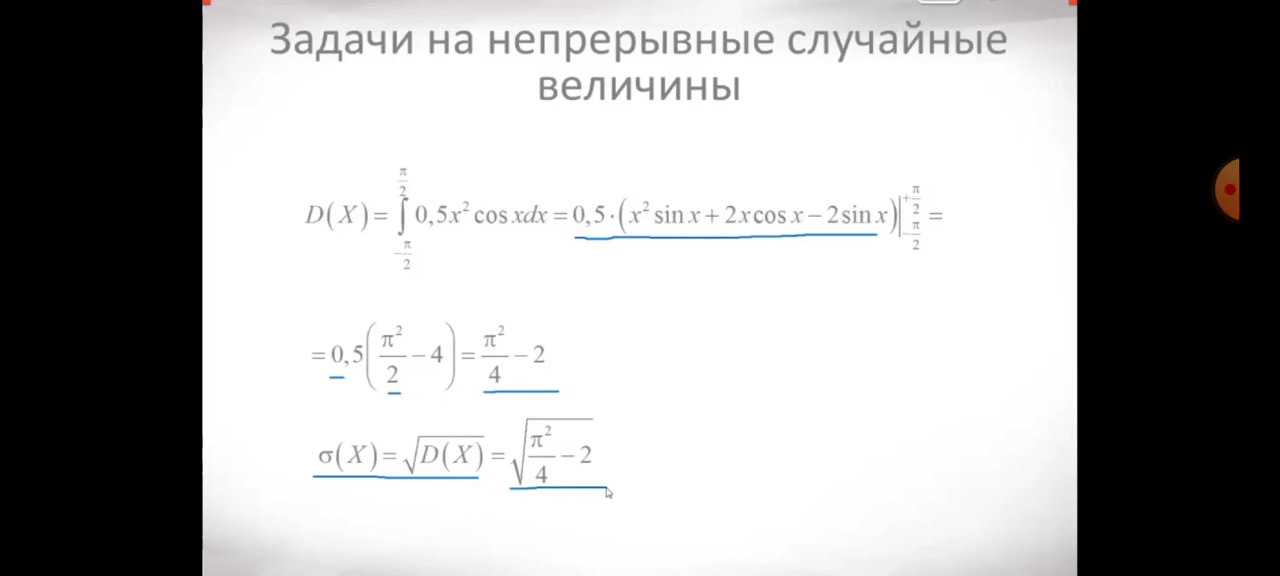 Задачи на непрерывные случайные
величины
D(X) = ∫_{-π/2}^{π/2} 0,5x² cos xdx = 0,5·(x² sin x + 2x cos x − 2 sin x)|_{-π/2}^{+π/2} =
= 0,5(π²/2 − 4) = π²/4 − 2
σ(X) = √D(X) = √(π²/4 − 2)